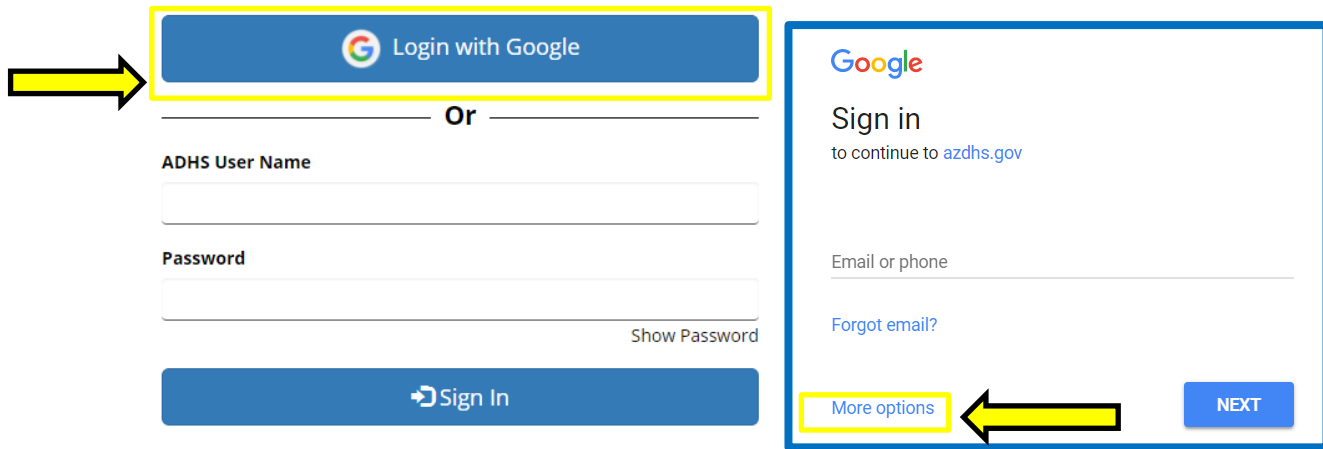 Login with Google
Or
ADHS User Name
Password
Show Password
Sign In
Google
Sign in
to continue to azdhs.gov
Email or phone
Forgot email?
More options
NEXT